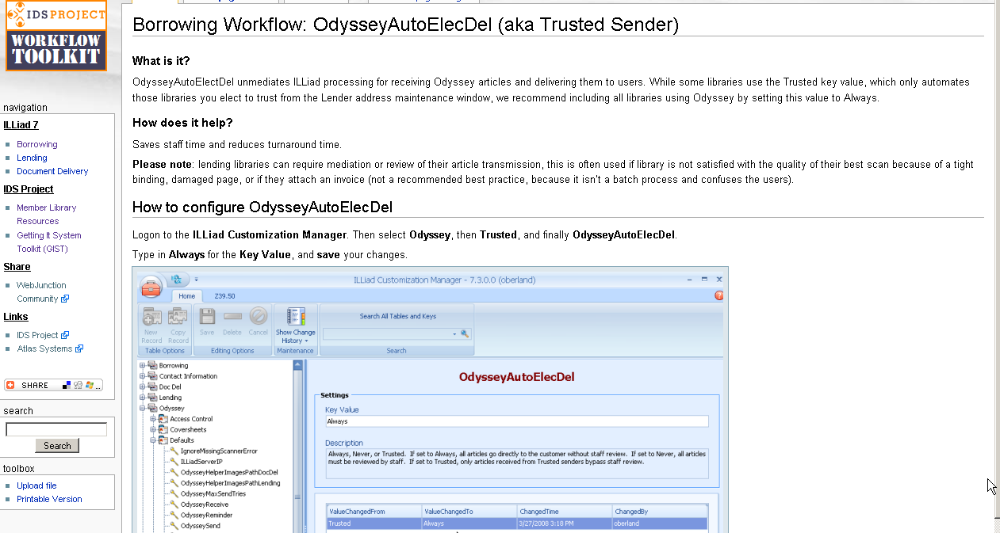 IDS PROJECT
WORKFLOW
TOOLKIT
navigation
ILLiad 7
Borrowing
Lending
Document Delivery
IDS Project
Member Library
Resources
Getting It System
Toolkit (GIST)
Share
WebJunction
Community
Links
IDS Project
Atlas Systems
SHARE
...
search
Search
toolbox
Upload file
Printable Version
Borrowing Workflow: OdysseyAutoElecDel (aka Trusted Sender)
What is it?
OdysseyAutoElectDel unmediates ILLiad processing for receiving Odyssey articles and delivering them to users. While some libraries use the Trusted key value, which only automates
those libraries you elect to trust from the Lender address maintenance window, we recommend including all libraries using Odyssey by setting this value to Always.
How does it help?
Saves staff time and reduces turnaround time.
Please note: lending libraries can require mediation or review of their article transmission, this is often used if library is not satisfied with the quality of their best scan because of a tight
binding, damaged page, or if they attach an invoice (not a recommended best practice, because it isn't a batch process and confuses the users).
How to configure OdysseyAutoElecDel
Logon to the ILLiad Customization Manager. Then select Odyssey, then Trusted, and finally OdysseyAutoElecDel.
Type in Always for the Key Value, and save your changes.
ILLiad Customization Manager - 7.3.0.0 (oberland)
Home Z39.50
New Record Copy Record Save Delete Cancel Show Change History Search All Tables and Keys
Table Options Editing Options Maintenance Search
Borrowing
Contact Information
Doc Del
Lending
Odyssey
Access Control
Coversheets
Defaults
IgnoreMissingScannerError
ILLiadServerIP
OdysseyHelperImagesPathDocDel
OdysseyHelperImagesPathLending
OdysseyMaxSendTries
OdysseyReceive
OdysseyReminder
OdysseySend
OdysseyAutoElecDel
Settings
Key Value
Always
Description
Always, Never, or Trusted. If set to Always, all articles go directly to the customer without staff review. If set to Never, all articles
must be reviewed by staff. If set to Trusted, only articles received from Trusted senders bypass staff review.
ValueChangedFrom ValueChangedTo ChangedTime ChangedBy
Trusted Always 3/27/2008 3:18 PM oberland